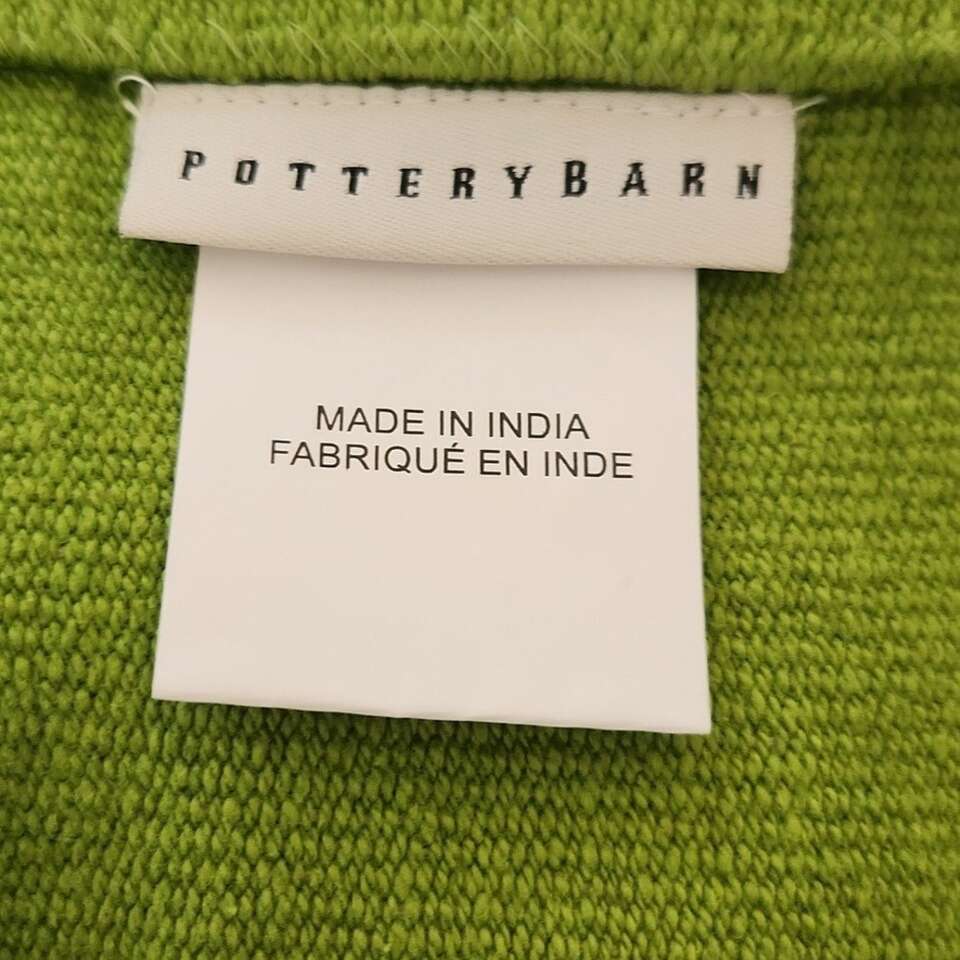 POTTERYBARN
MADE IN INDIA
FABRIQUÉ EN INDE